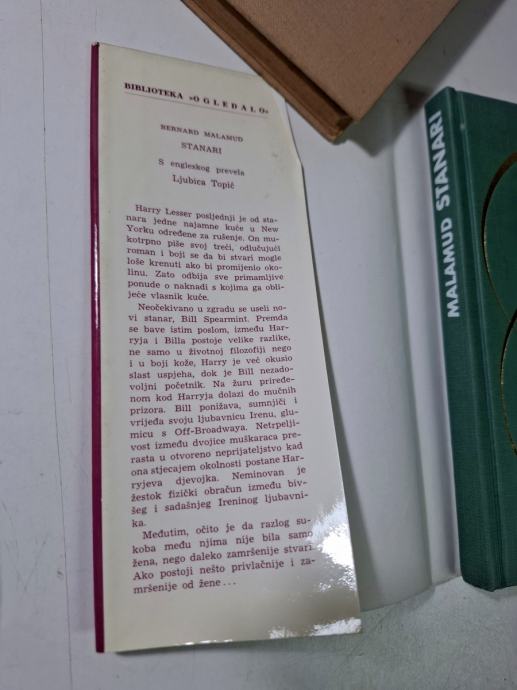 BIBLIOTEKA »OGLEDALO«
BERNARD MALAMUD
STANARI
S engleskog prevela
Ljubica Topić
Harry Lesser posljednji je od sta-
nara jedne najamne kuće u New
Yorku određene za rušenje. On mu-
kotrpno piše svoj treći, odlučujući
roman i boji se da bi stvari mogle
loše krenuti ako bi promijenio oko-
linu. Zato odbija sve primamljive
ponude o naknadi s kojima ga obli-
jeće vlasnik kuće.
Neočekivano u zgradu se useli no-
vi stanar, Bill Spearmint. Premda
se bave istim poslom, između Har-
ryja i Billa postoje velike razlike,
ne samo u životnoj filozofiji nego
i u boji kože, Harry je već okusio
slast uspjeha, dok je Bill nezado-
voljni početnik. Na žuru priređe-
nom kod Harryja dolazi do mučnih
prizora. Bill ponižava, sumnjiči i
vrijeđa svoju ljubavnicu Irenu, glu-
micu s Off-Broadwaya. Netrpelji-
vost između dvojice muškaraca pre-
rasta u otvoreno neprijateljstvo kad
ona stjecajem okolnosti postane Har-
ryjeva djevojka. Neminovan je
žestok fizički obračun između biv-
šeg i sadašnjeg Ireninog ljubavni-
ka.
Međutim, očito je da razlog su-
koba među njima nije bila samo
žena, nego daleko zamršenije stvari.
Ako postoji nešto privlačnije i za-
mršenije od žene ...
MALAMUD STANARI